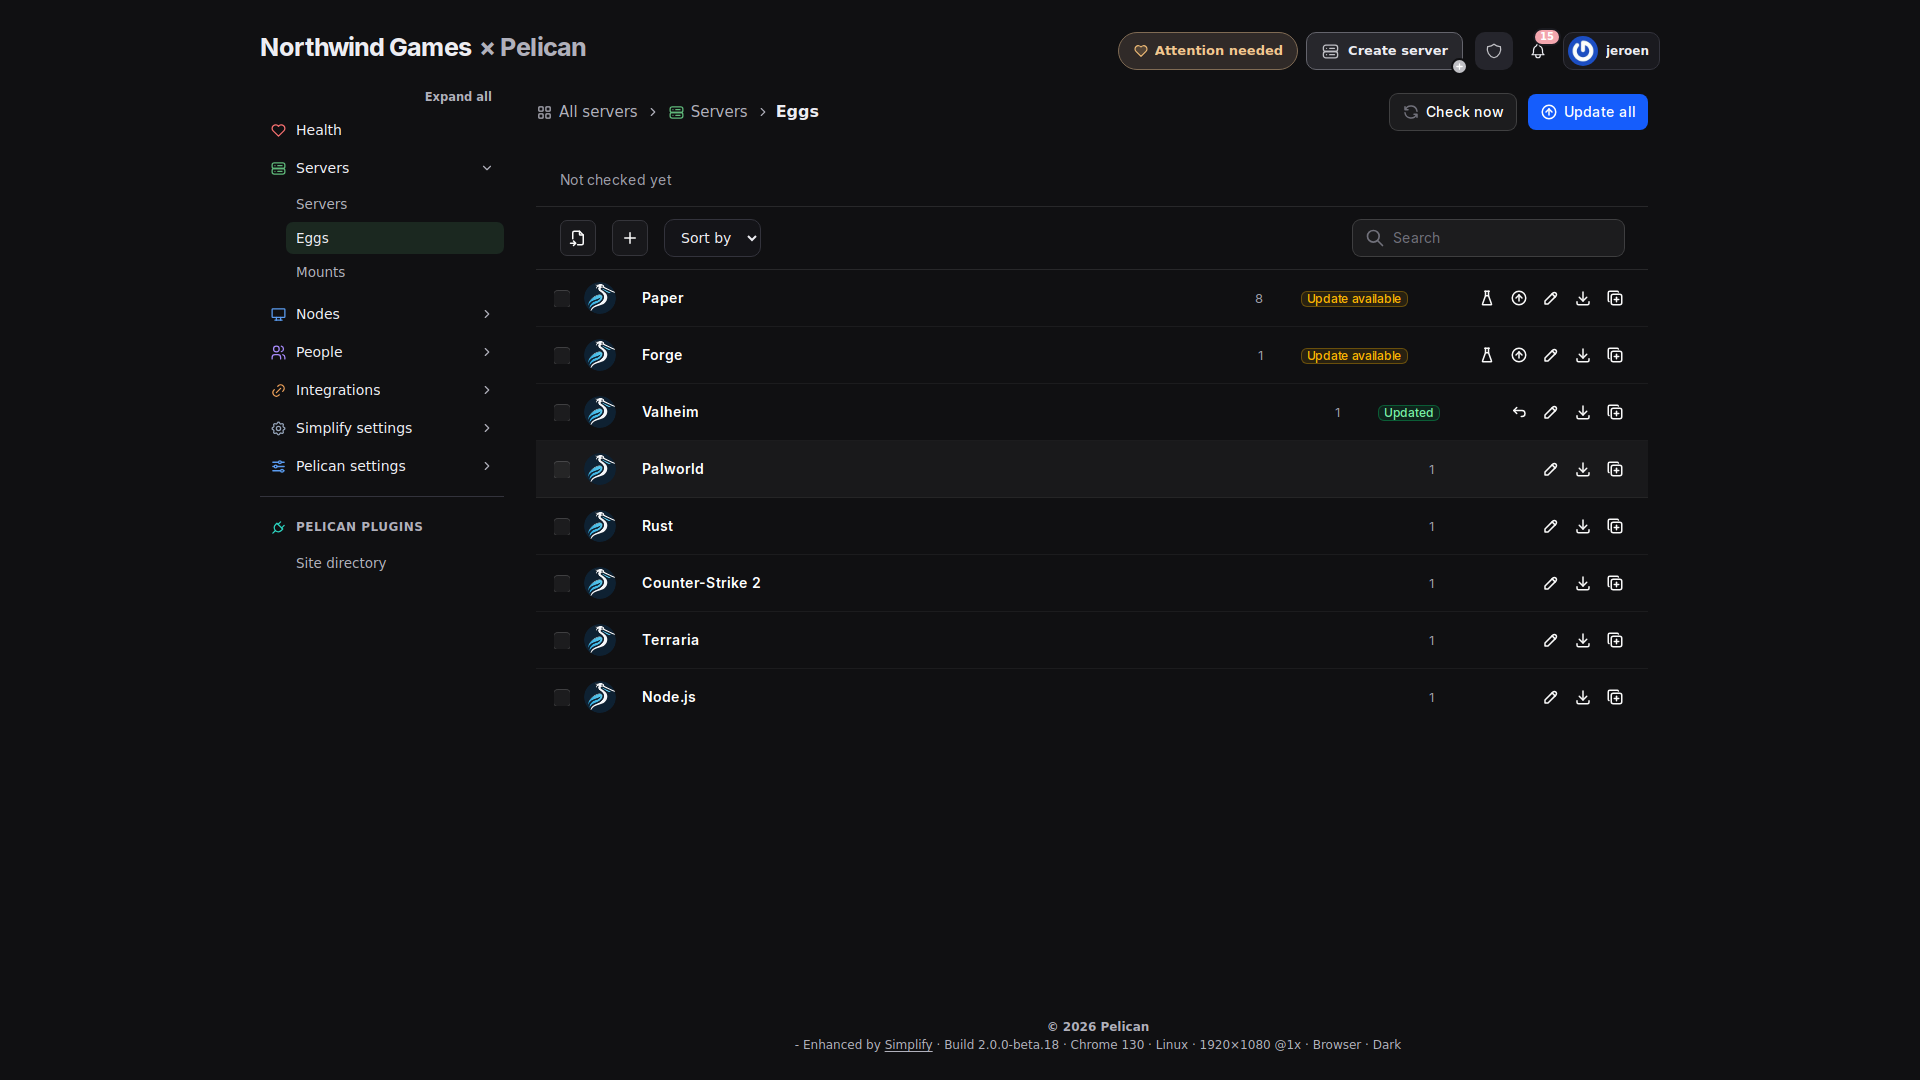 Northwind Games × Pelican
Attention needed
Create server
15
jeroen
Expand all
Health
Servers
Servers
Eggs
Mounts
Nodes
People
Integrations
Simplify settings
Pelican settings
PELICAN PLUGINS
Site directory
All servers > Servers > Eggs
Check now
Update all
Not checked yet
Sort by
Search
Paper 8 Update available
Forge 1 Update available
Valheim 1 Updated
Palworld 1
Rust 1
Counter-Strike 2 1
Terraria 1
Node.js 1
© 2026 Pelican
- Enhanced by Simplify · Build 2.0.0-beta.18 · Chrome 130 · Linux · 1920×1080 @1x · Browser · Dark